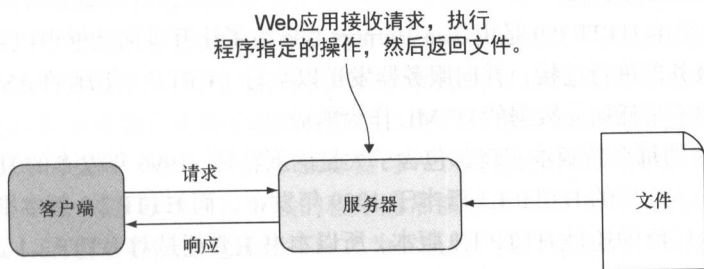 Web应用接收请求，执行
程序指定的操作，然后返回文件。
请求
客户端
服务器
文件
响应